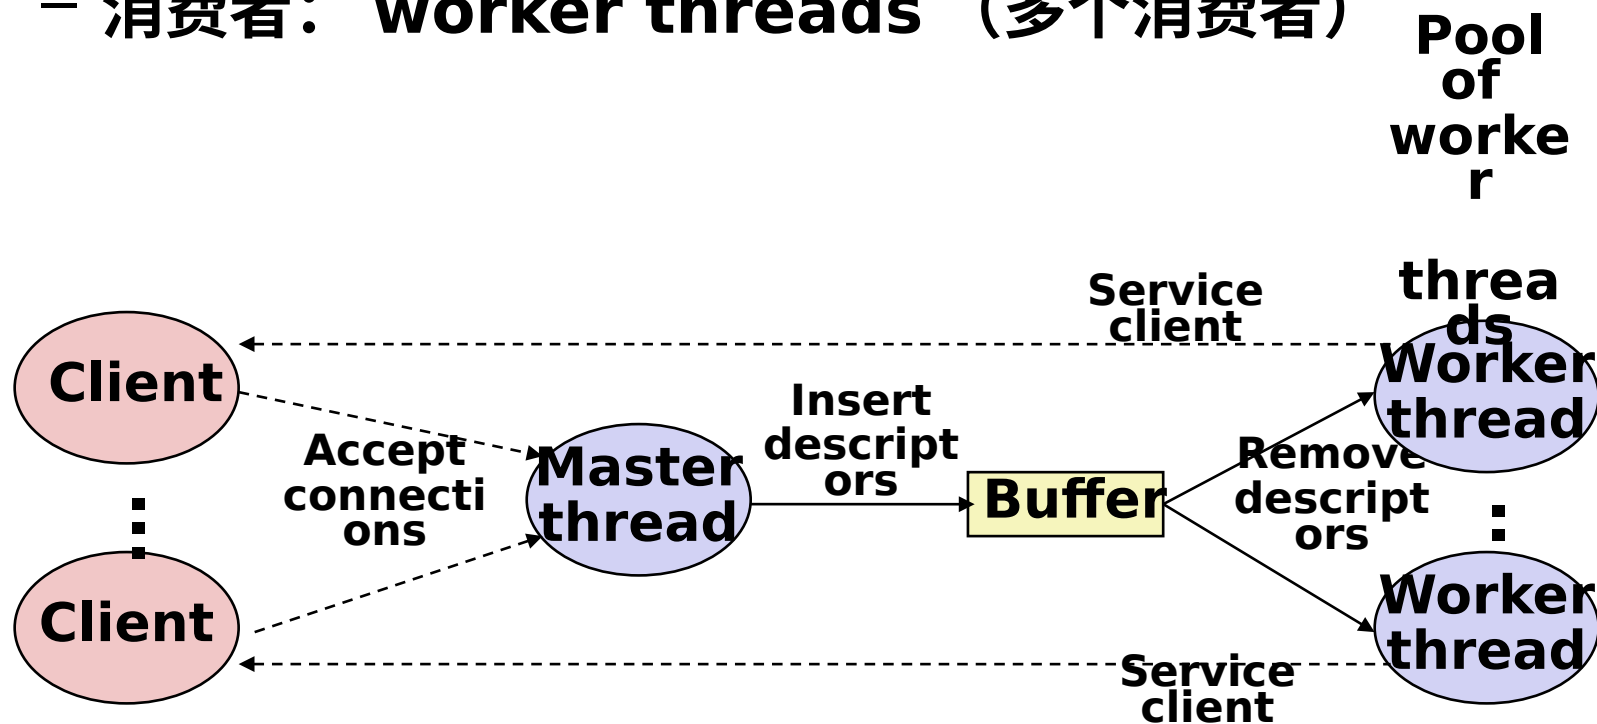 – 消费者： worker threads （多个消费者）
Pool
of
worke
r
threa
ds
Service
client
Client
Worker
thread
Insert
descript
ors
Accept
connecti
ons
Master
thread
Buffer
Remove
descript
ors
Client
Worker
thread
Service
client